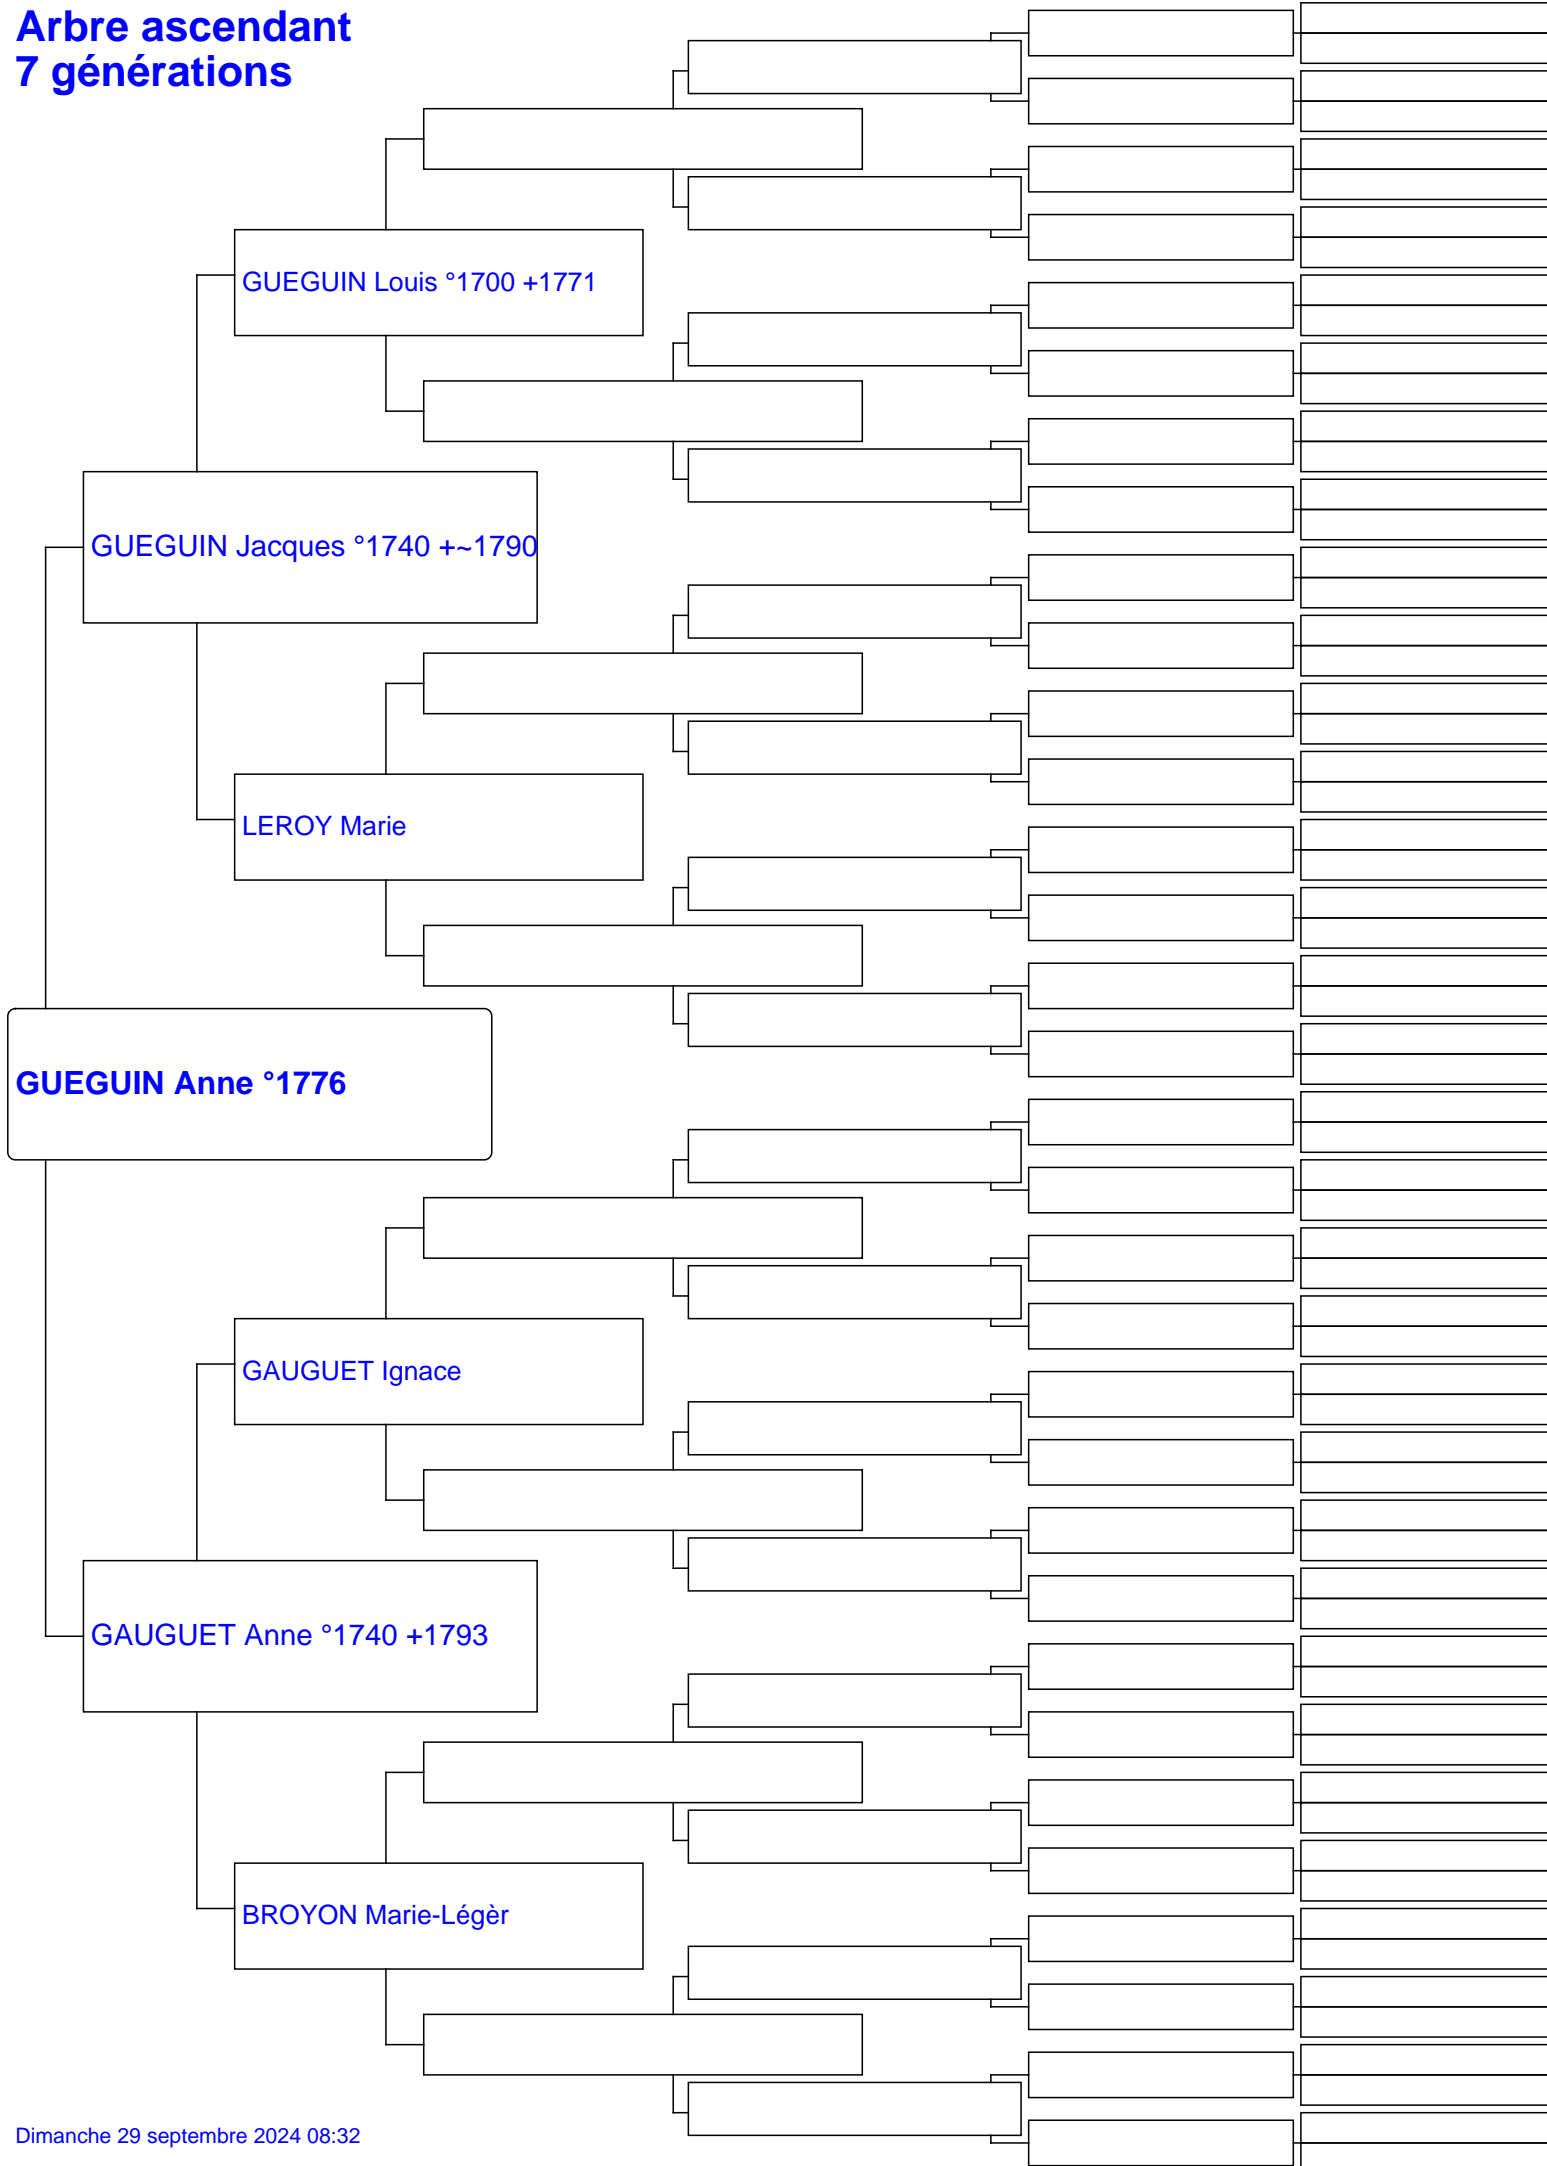 Arbre ascendant
7 générations
GUEGUIN Louis °1700 +1771
GUEGUIN Jacques °1740 +~1790
LEROY Marie
GUEGUIN Anne °1776
GAUGUET Ignace
GAUGUET Anne °1740 +1793
BROYON Marie-Légèr
Dimanche 29 septembre 2024 08:32